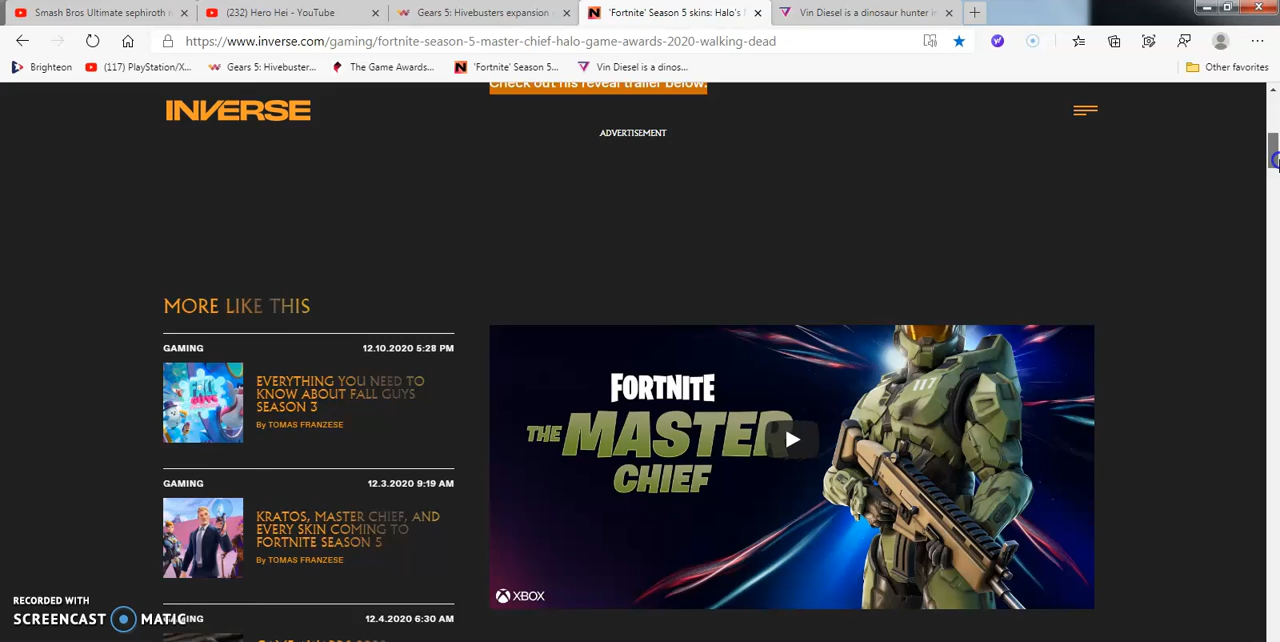 Smash Bros Ultimate sephiroth
(232) Hero Hei - YouTube
Gears 5: Hivebusters expansion
'Fortnite' Season 5 skins: Halo's
Vin Diesel is a dinosaur hunter
https://www.inverse.com/gaming/fortnite-season-5-master-chief-halo-game-awards-2020-walking-dead
Brighteon
(117) PlayStation/X...
Gears 5: Hivebuster...
The Game Awards...
'Fortnite' Season 5...
Vin Diesel is a dinos...
Other favorites
Check out his reveal trailer below.
INVERSE
ADVERTISEMENT
MORE LIKE THIS
GAMING 12.10.2020 5:28 PM
EVERYTHING YOU NEED TO
KNOW ABOUT FALL GUYS
SEASON 3
By TOMAS FRANZESE
GAMING 12.3.2020 9:19 AM
KRATOS, MASTER CHIEF, AND
EVERY SKIN COMING TO
FORTNITE SEASON 5
By TOMAS FRANZESE
12.4.2020 6:30 AM
FORTNITE
THE MASTER
CHIEF
117
XBOX
RECORDED WITH
SCREENCAST MATIC